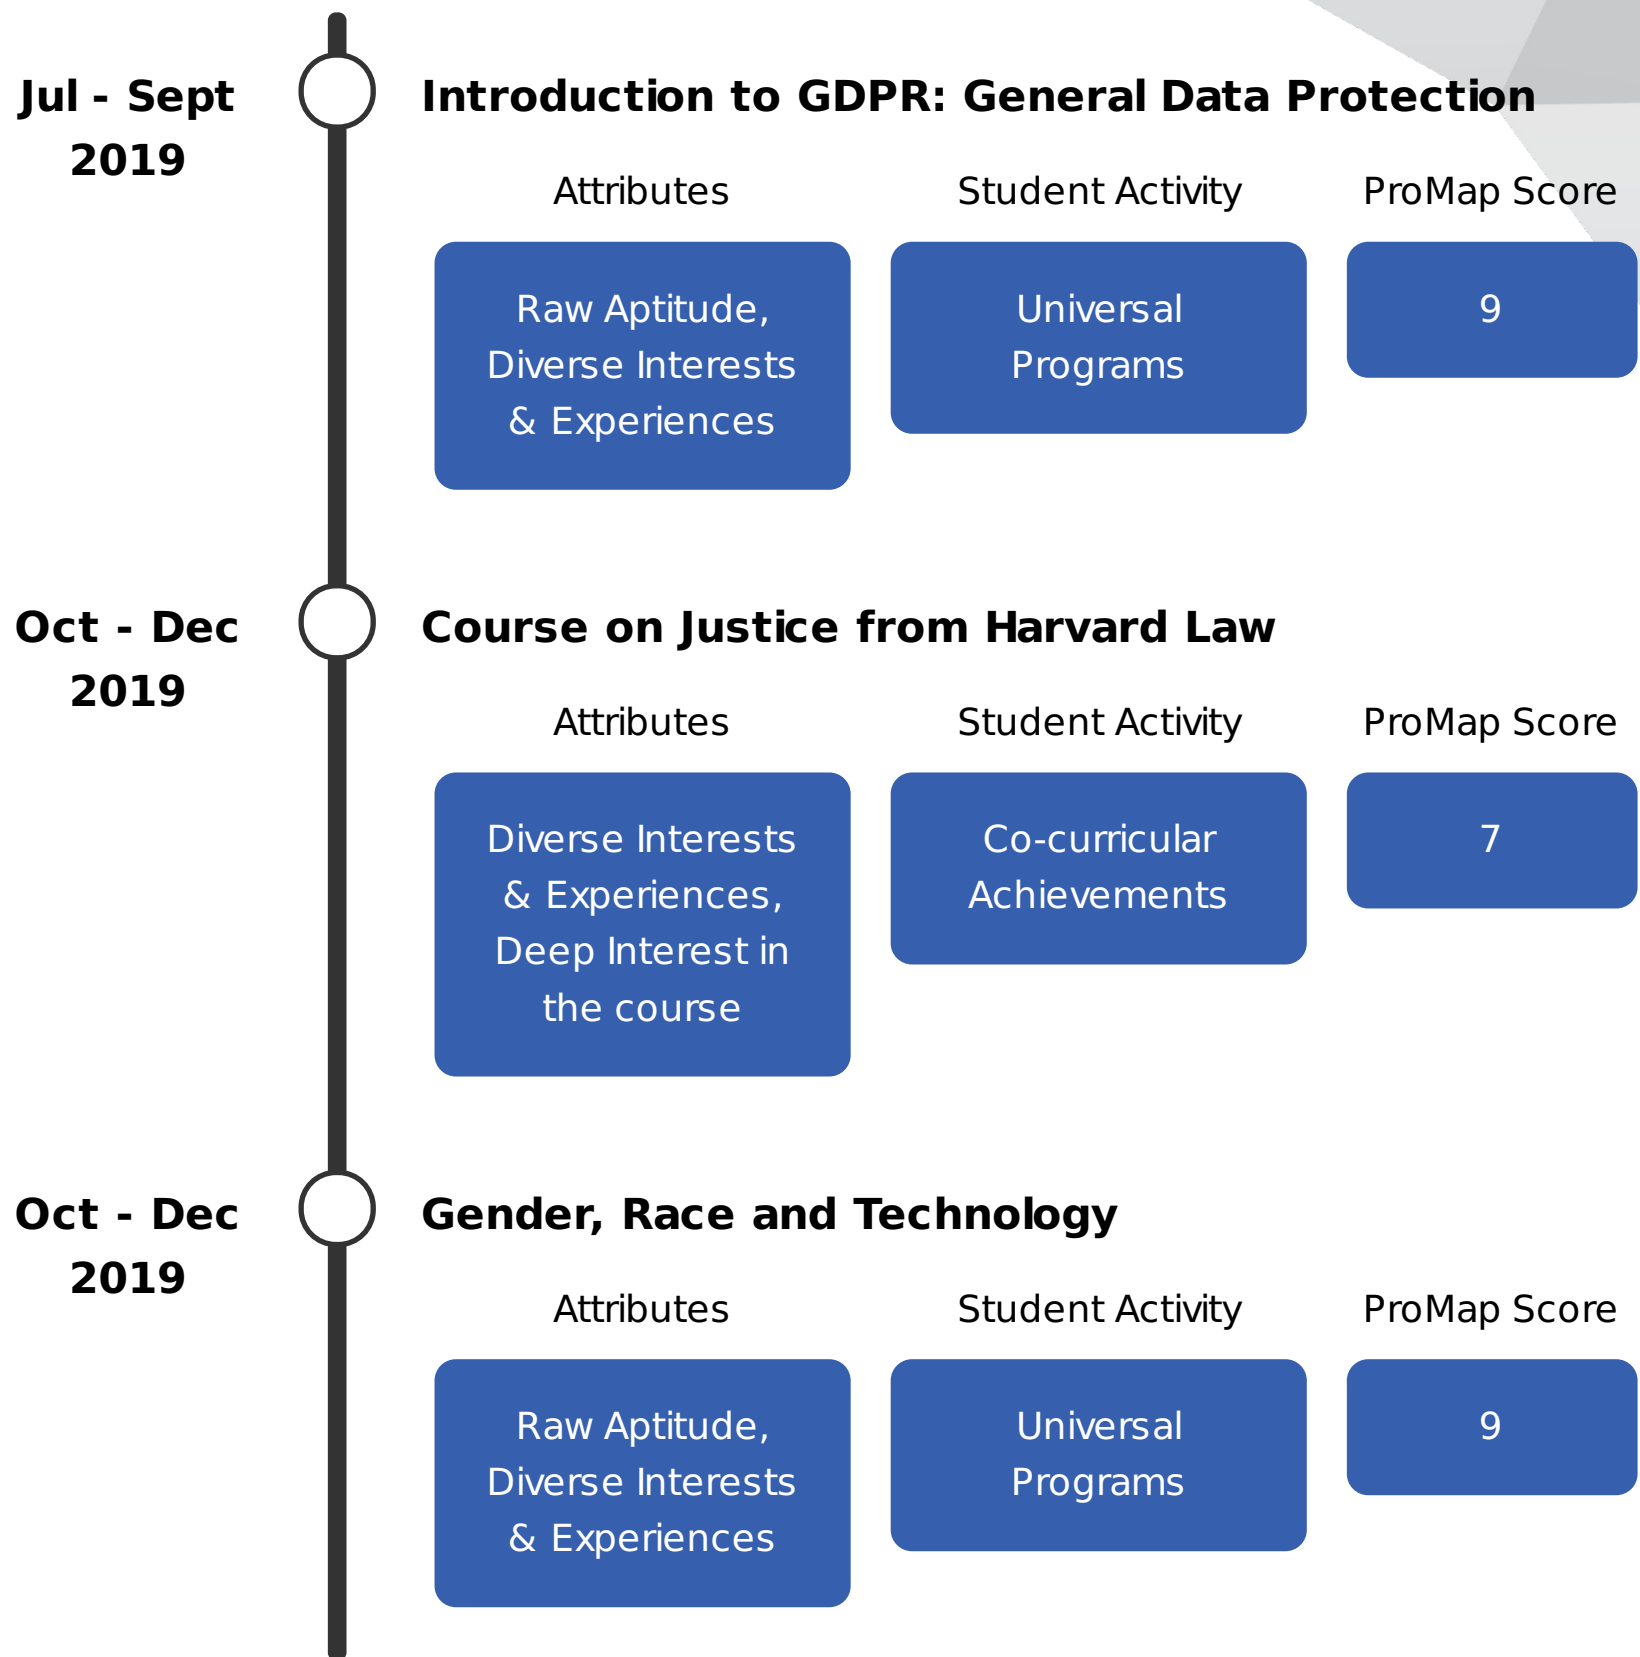 Jul - Sept
2019
Introduction to GDPR: General Data Protection
Attributes
Student Activity
ProMap Score
Raw Aptitude,
Diverse Interests
& Experiences
Universal
Programs
9
Oct - Dec
2019
Course on Justice from Harvard Law
Attributes
Student Activity
ProMap Score
Diverse Interests
& Experiences,
Deep Interest in
the course
Co-curricular
Achievements
7
Oct - Dec
2019
Gender, Race and Technology
Attributes
Student Activity
ProMap Score
Raw Aptitude,
Diverse Interests
& Experiences
Universal
Programs
9